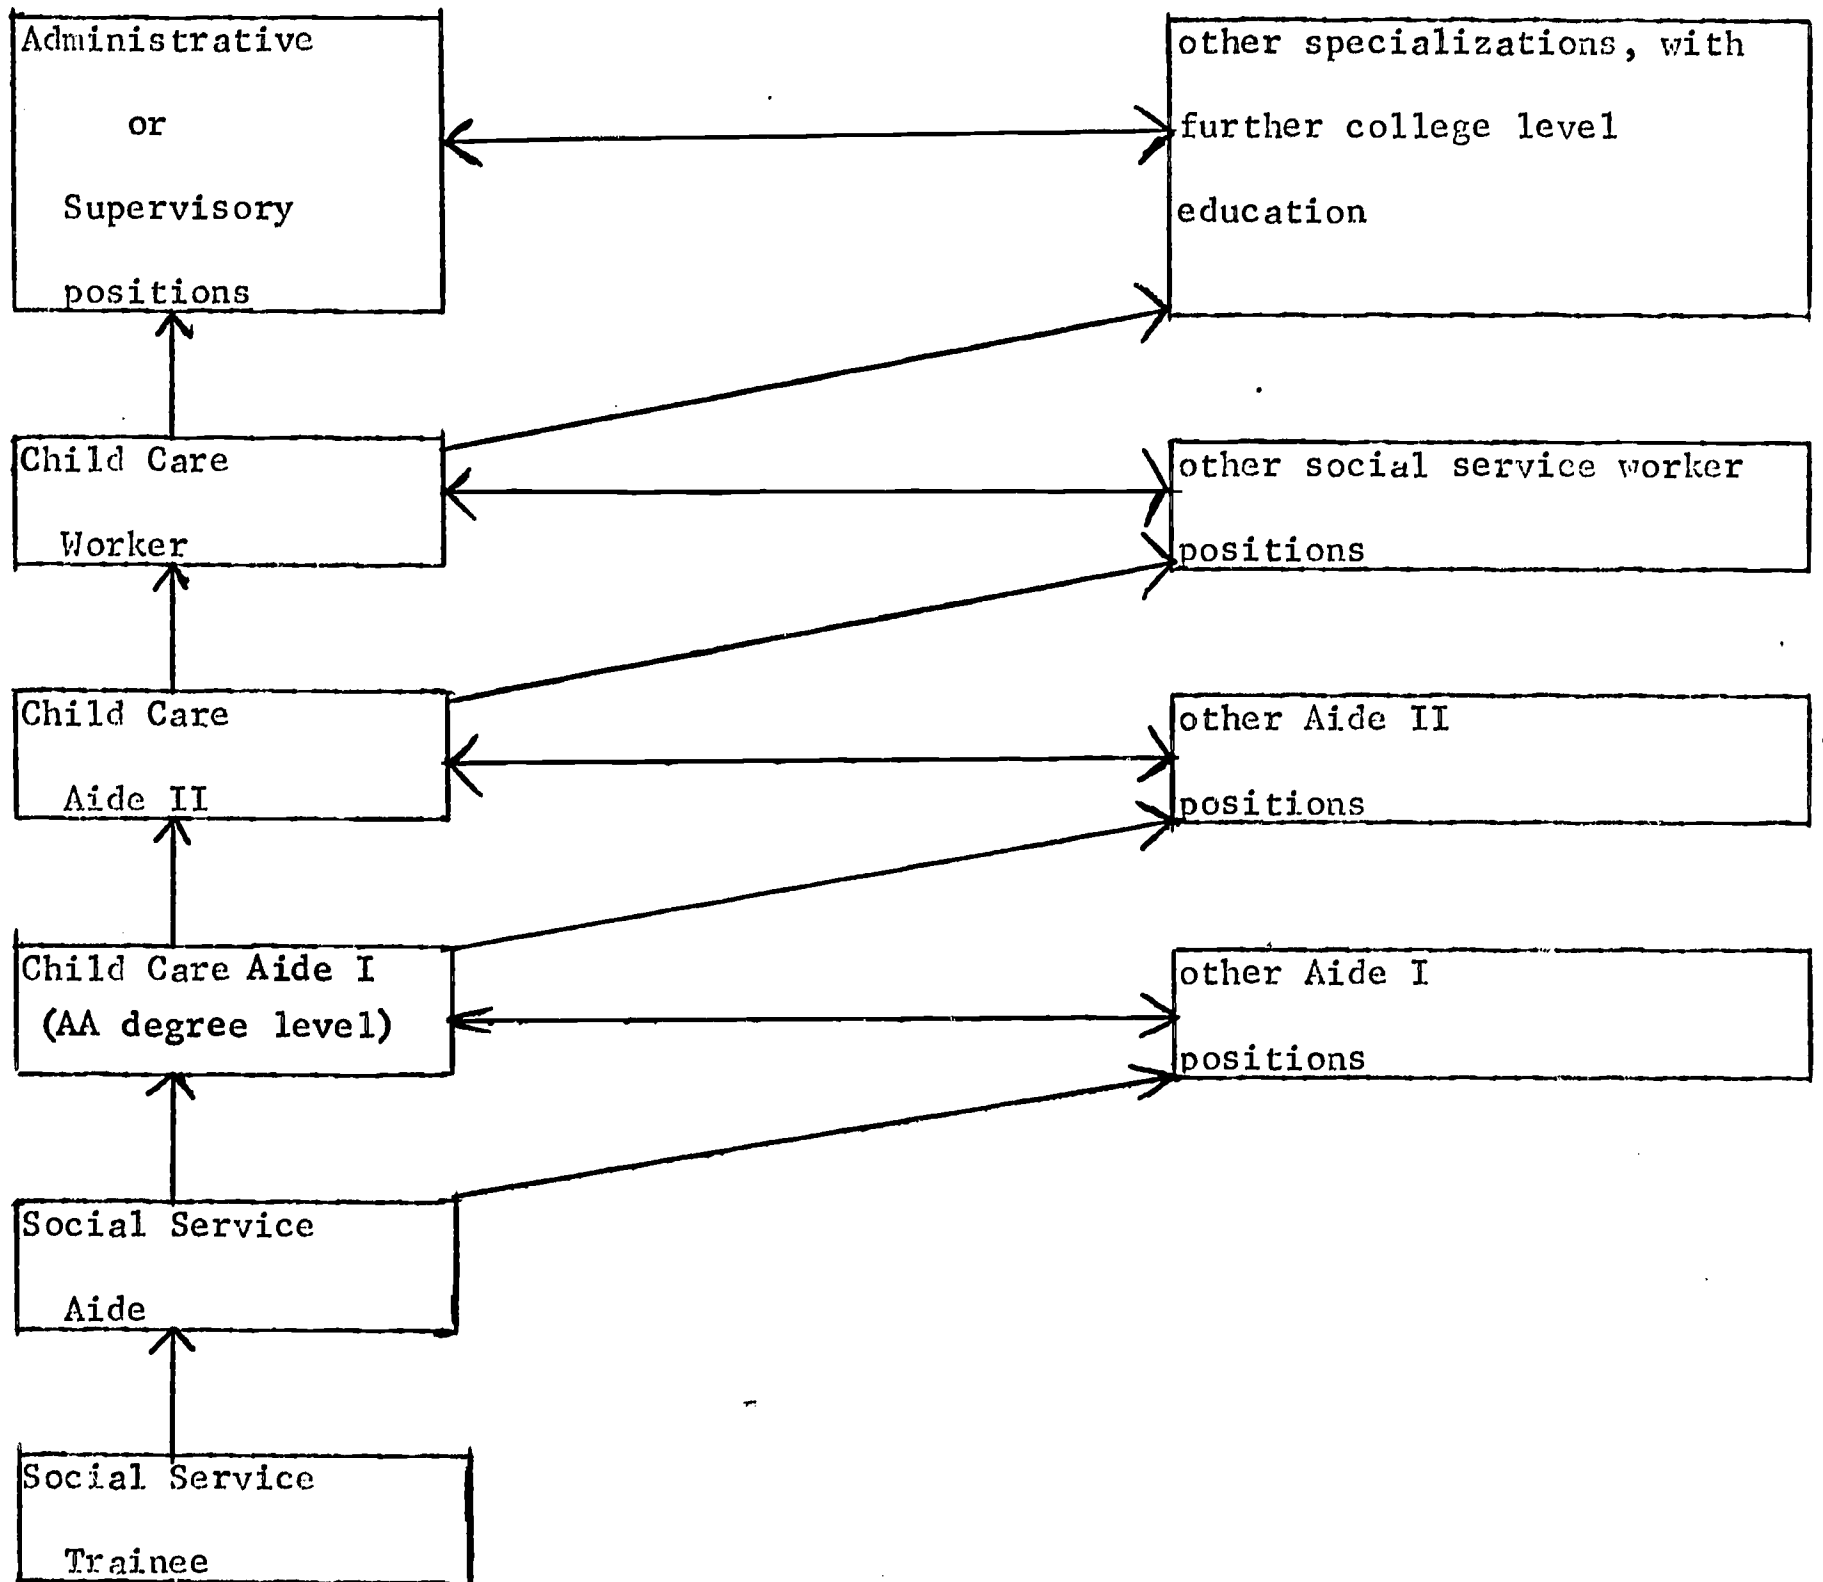 Administrative
or
Supervisory
positions
other specializations, with
further college level
education
Child Care
Worker
other social service worker
positions
Child Care
Aide II
other Aide II
positions
Child Care Aide I
(AA degree level)
other Aide I
positions
Social Service
Aide
Social Service
Trainee